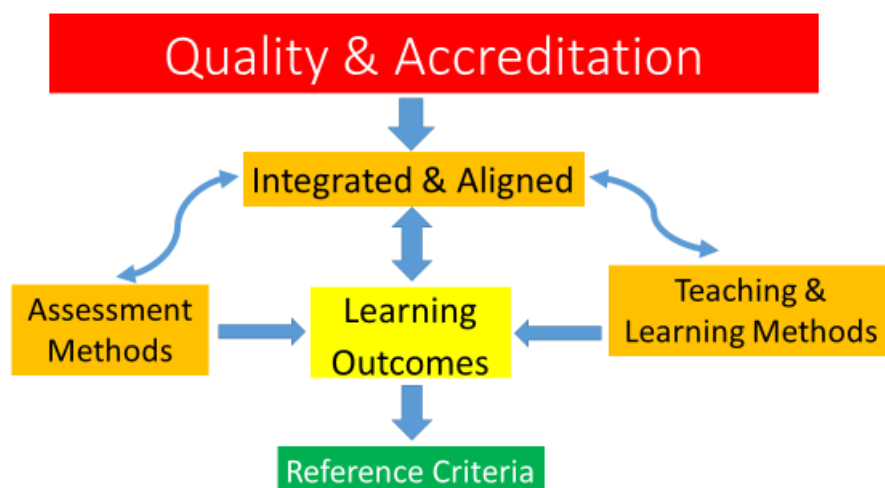 Quality & Accreditation
Integrated & Aligned
Assessment
Methods
Learning
Outcomes
Teaching &
Learning Methods
Reference Criteria